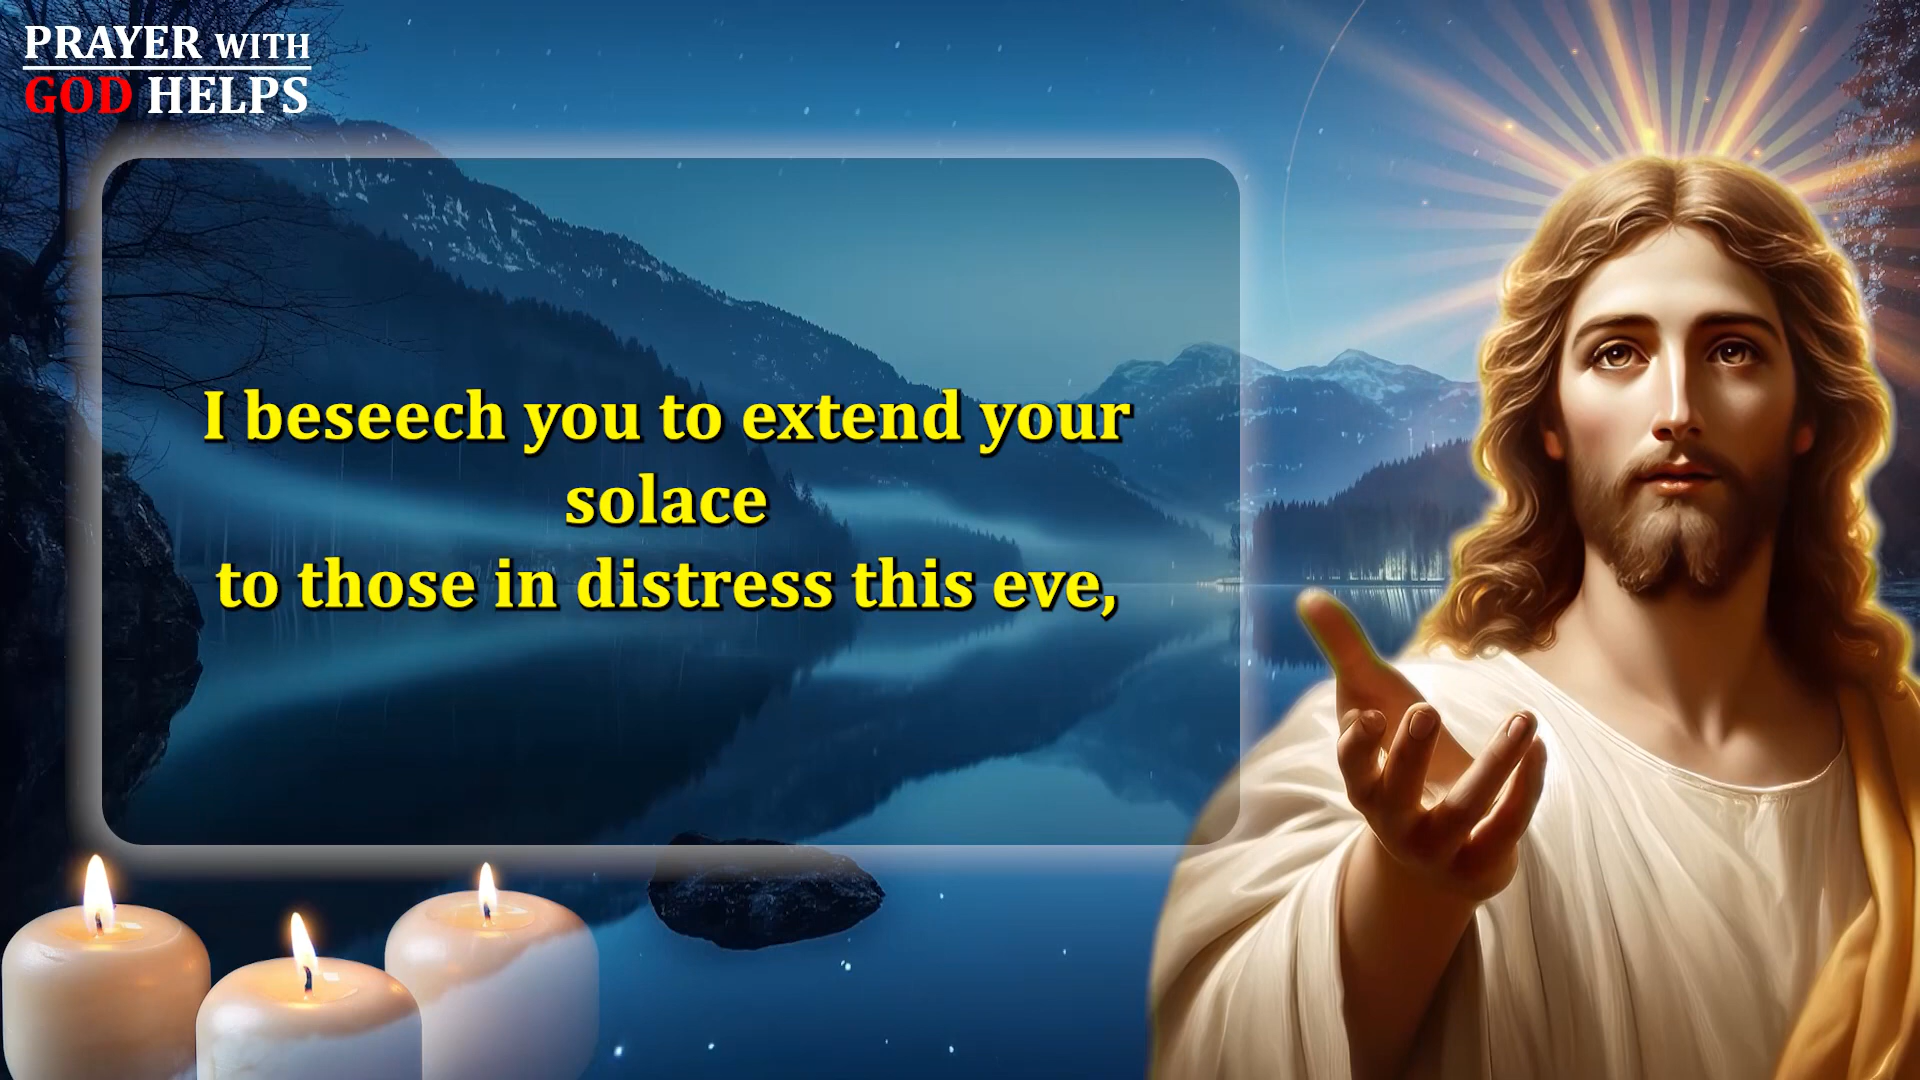 PRAYER WITH
GOD HELPS
I beseech you to extend your
solace
to those in distress this eve,